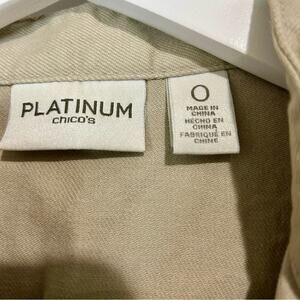 PLATINUM
chico's
0
MADE IN
CHINA
HECHO EN
CHINA
FABRIQUÉ EN
CHINE